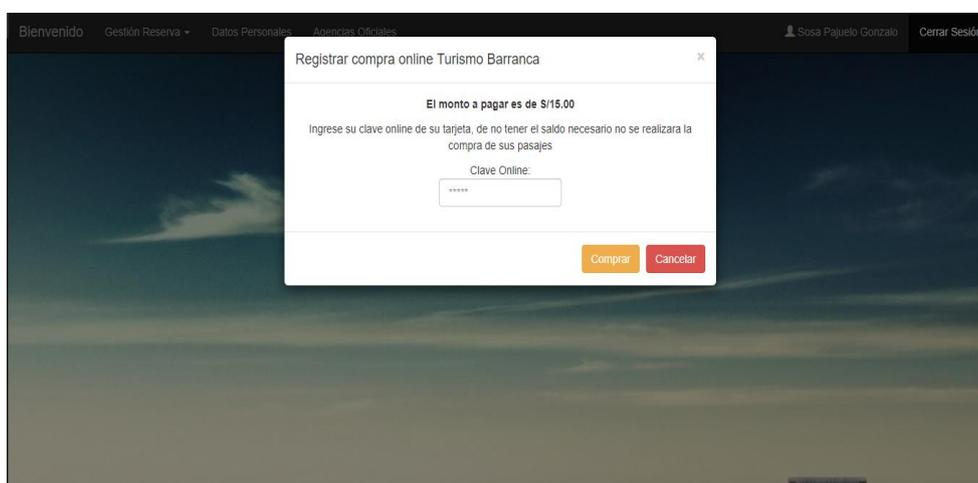 Bienvenido Gestión Reserva Datos Personales Agencias Oficiales Sosa Pajuelo Gonzalo Cerrar Sesión
Registrar compra online Turismo Barranca x
El monto a pagar es de S/15.00
Ingrese su clave online de su tarjeta, de no tener el saldo necesario no se realizara la
compra de sus pasajes
Clave Online:
*****
Comprar Cancelar